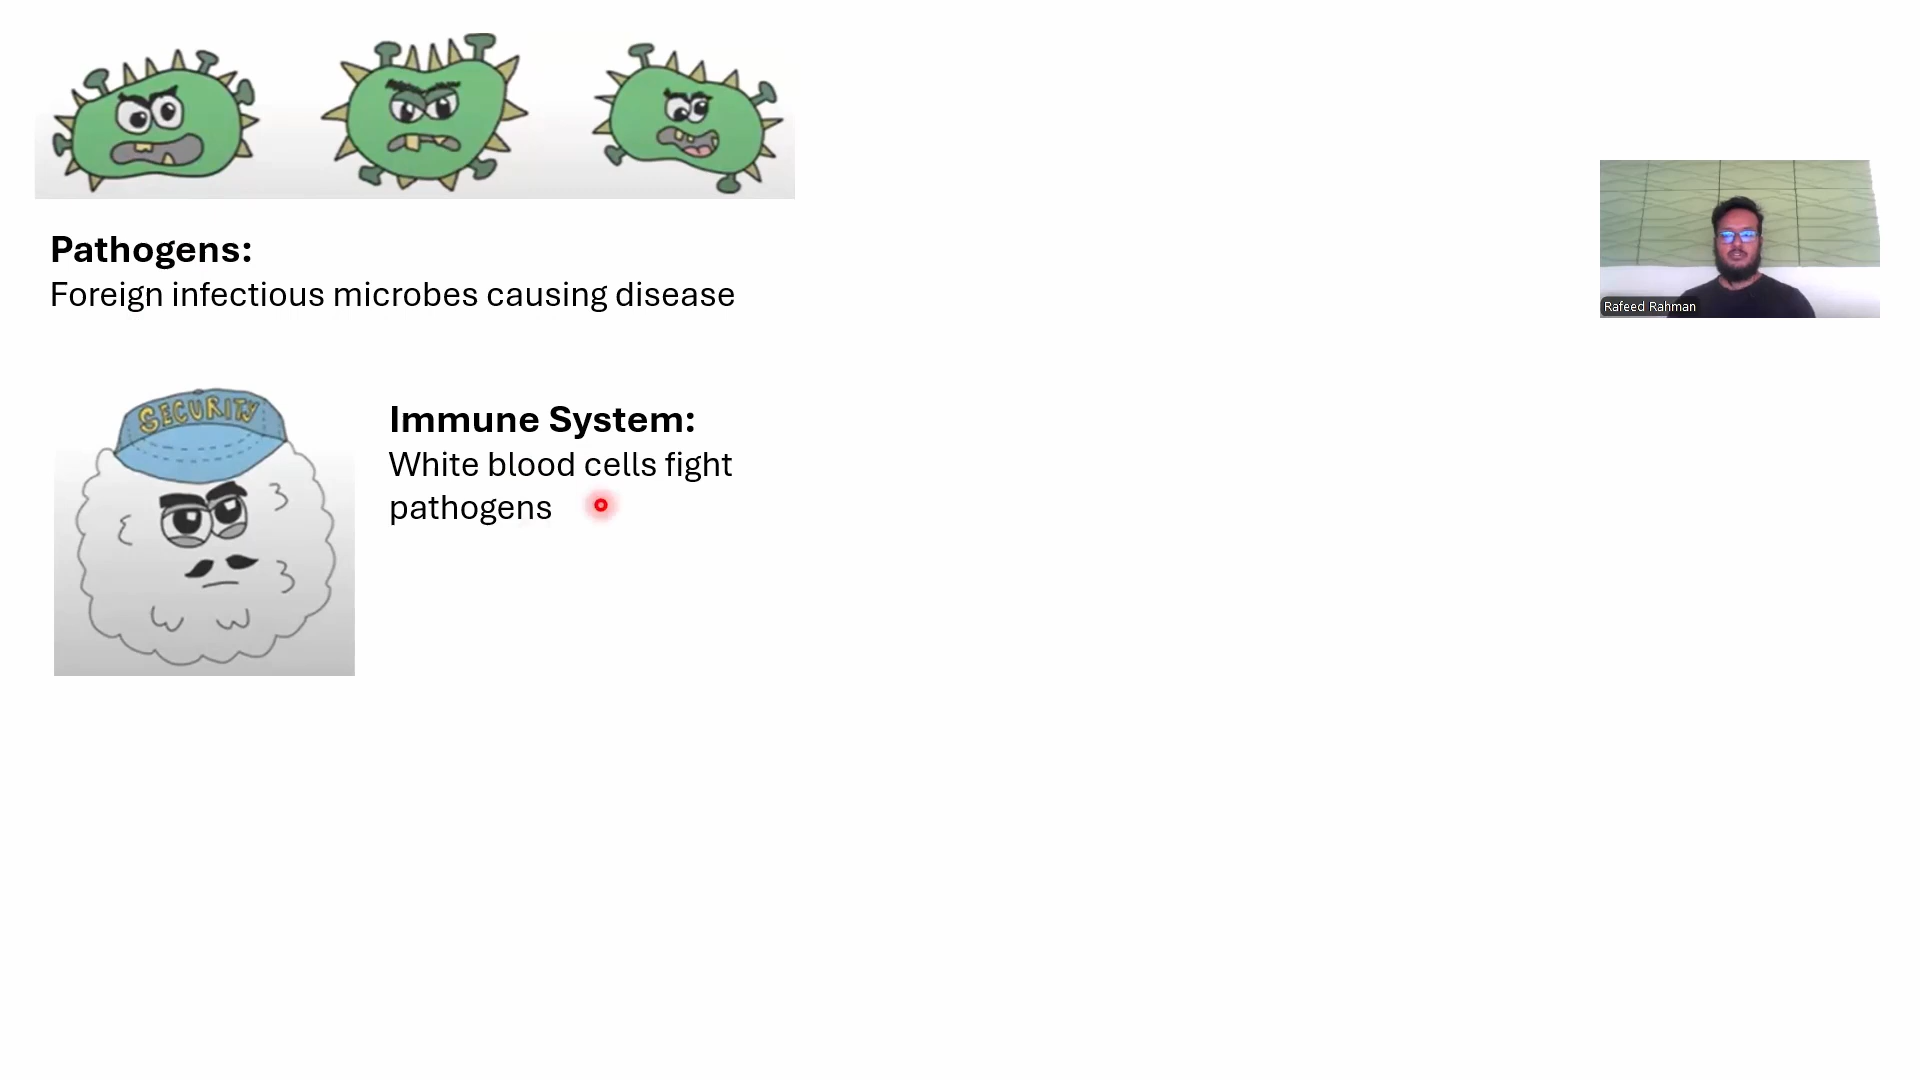 Pathogens:
Foreign infectious microbes causing disease
Rafeed Rahman
SECURITY
Immune System:
White blood cells fight
pathogens